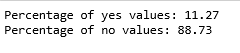 Percentage of yes values: 11.27
Percentage of no values: 88.73